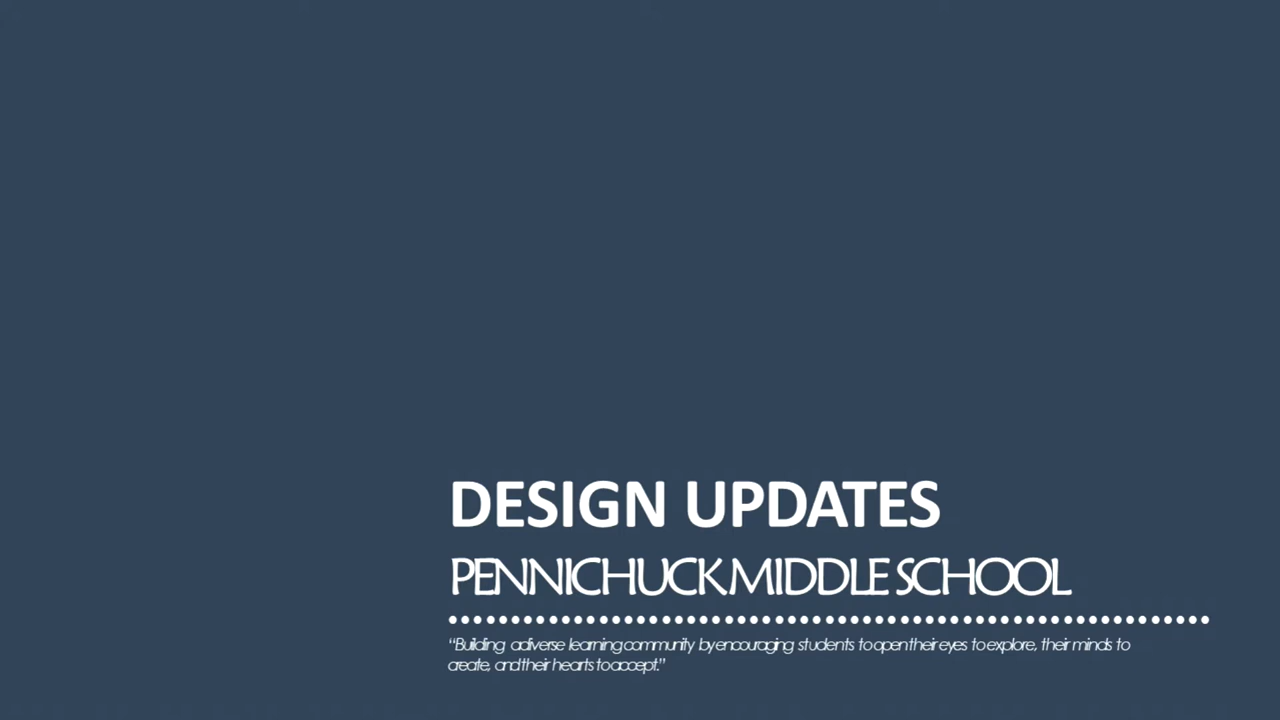 DESIGN UPDATES
PENNICHUCK MIDDLE SCHOOL
“Building a diverse learning community by encouraging students to open their eyes to explore, their minds to
create, and their hearts to accept.”